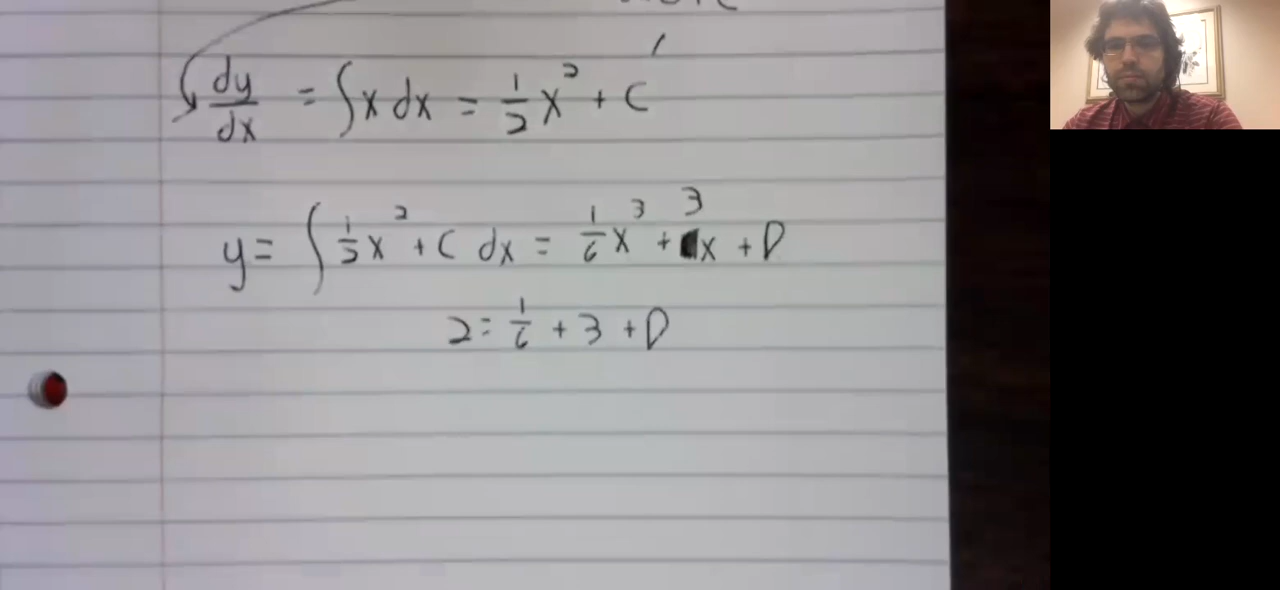 dy/dx = ∫x dx = 1/2 x² + C
y = ∫ 1/2 x² + C dx = 1/6 x³ + 3x + D
2 = 1/6 + 3 + D